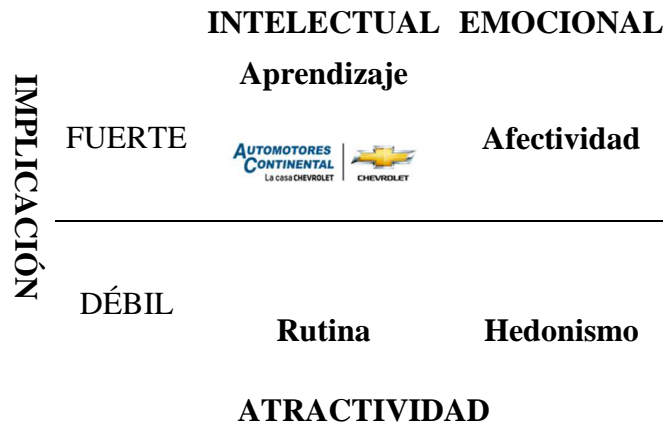 INTELECTUAL EMOCIONAL
Aprendizaje
IMPLICACIÓN
FUERTE
AUTOMOTORES
CONTINENTAL
La casa CHEVROLET
CHEVROLET
Afectividad
DÉBIL
Rutina
Hedonismo
ATRACTIVIDAD